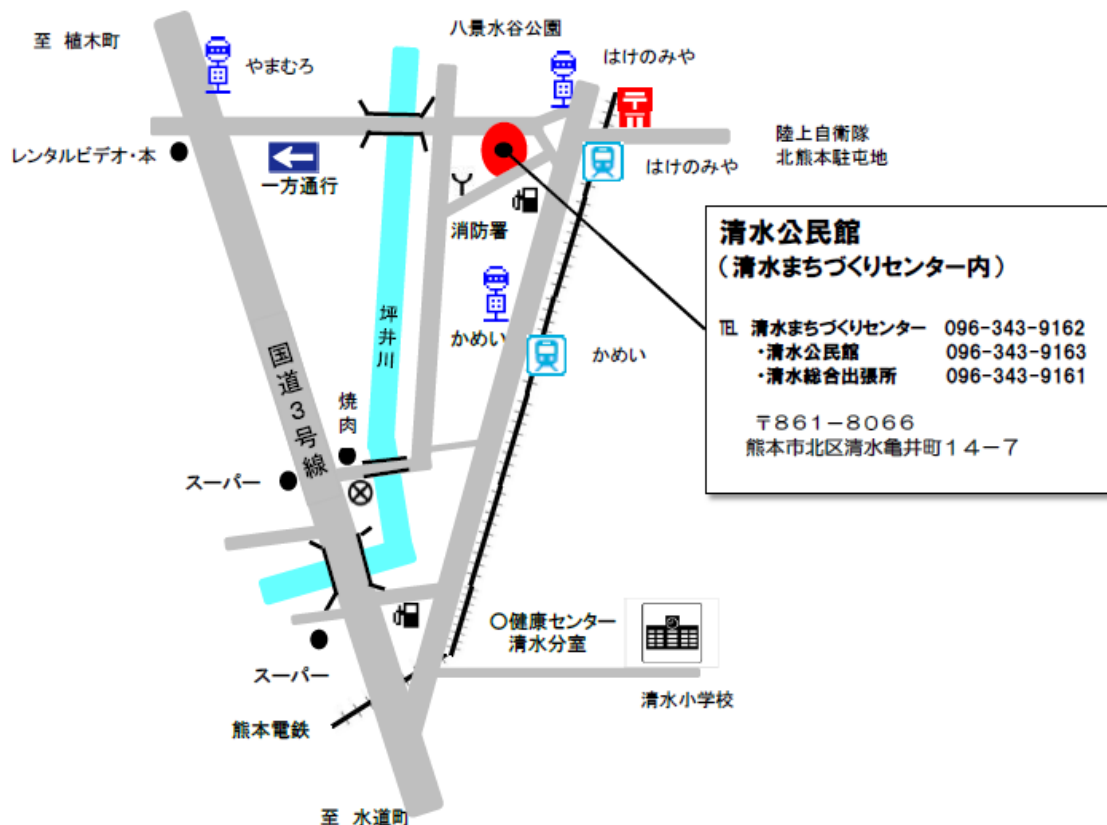 八景水谷公園
至 植木町
やまむろ
はけのみや
レンタルビデオ・本
一方通行
はけのみや
陸上自衛隊
北熊本駐屯地
消防署
清水公民館
(清水まちづくりセンター内)
TEL 清水まちづくりセンター 096-343-9162
・清水公民館 096-343-9163
・清水総合出張所 096-343-9161
〒861-8066
熊本市北区清水亀井町14-7
坪井川
かめい
かめい
国道3号線
焼肉
スーパー
○健康センター
清水分室
スーパー
清水小学校
熊本電鉄
至 水道町